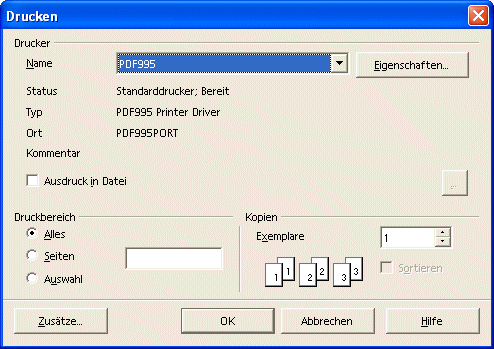 Drucken
Drucker
Name PDF995 Eigenschaften...
Status Standarddrucker; Bereit
Typ PDF995 Printer Driver
Ort PDF995PORT
Kommentar
Ausdruck in Datei ...
Druckbereich Kopien
Alles Exemplare 1
Seiten
1 1 2 2 3 3 Sortieren
Auswahl
Zusätze... OK Abbrechen Hilfe